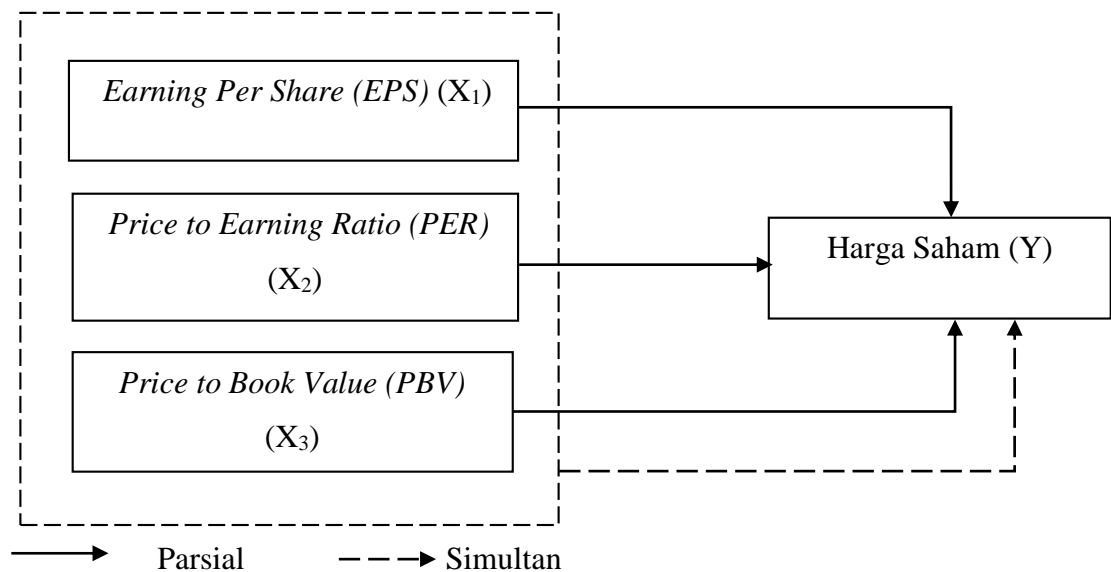 Earning Per Share (EPS) (X₁)
Price to Earning Ratio (PER)
(X₂)
Harga Saham (Y)
Price to Book Value (PBV)
(X₃)
Parsial
Simultan